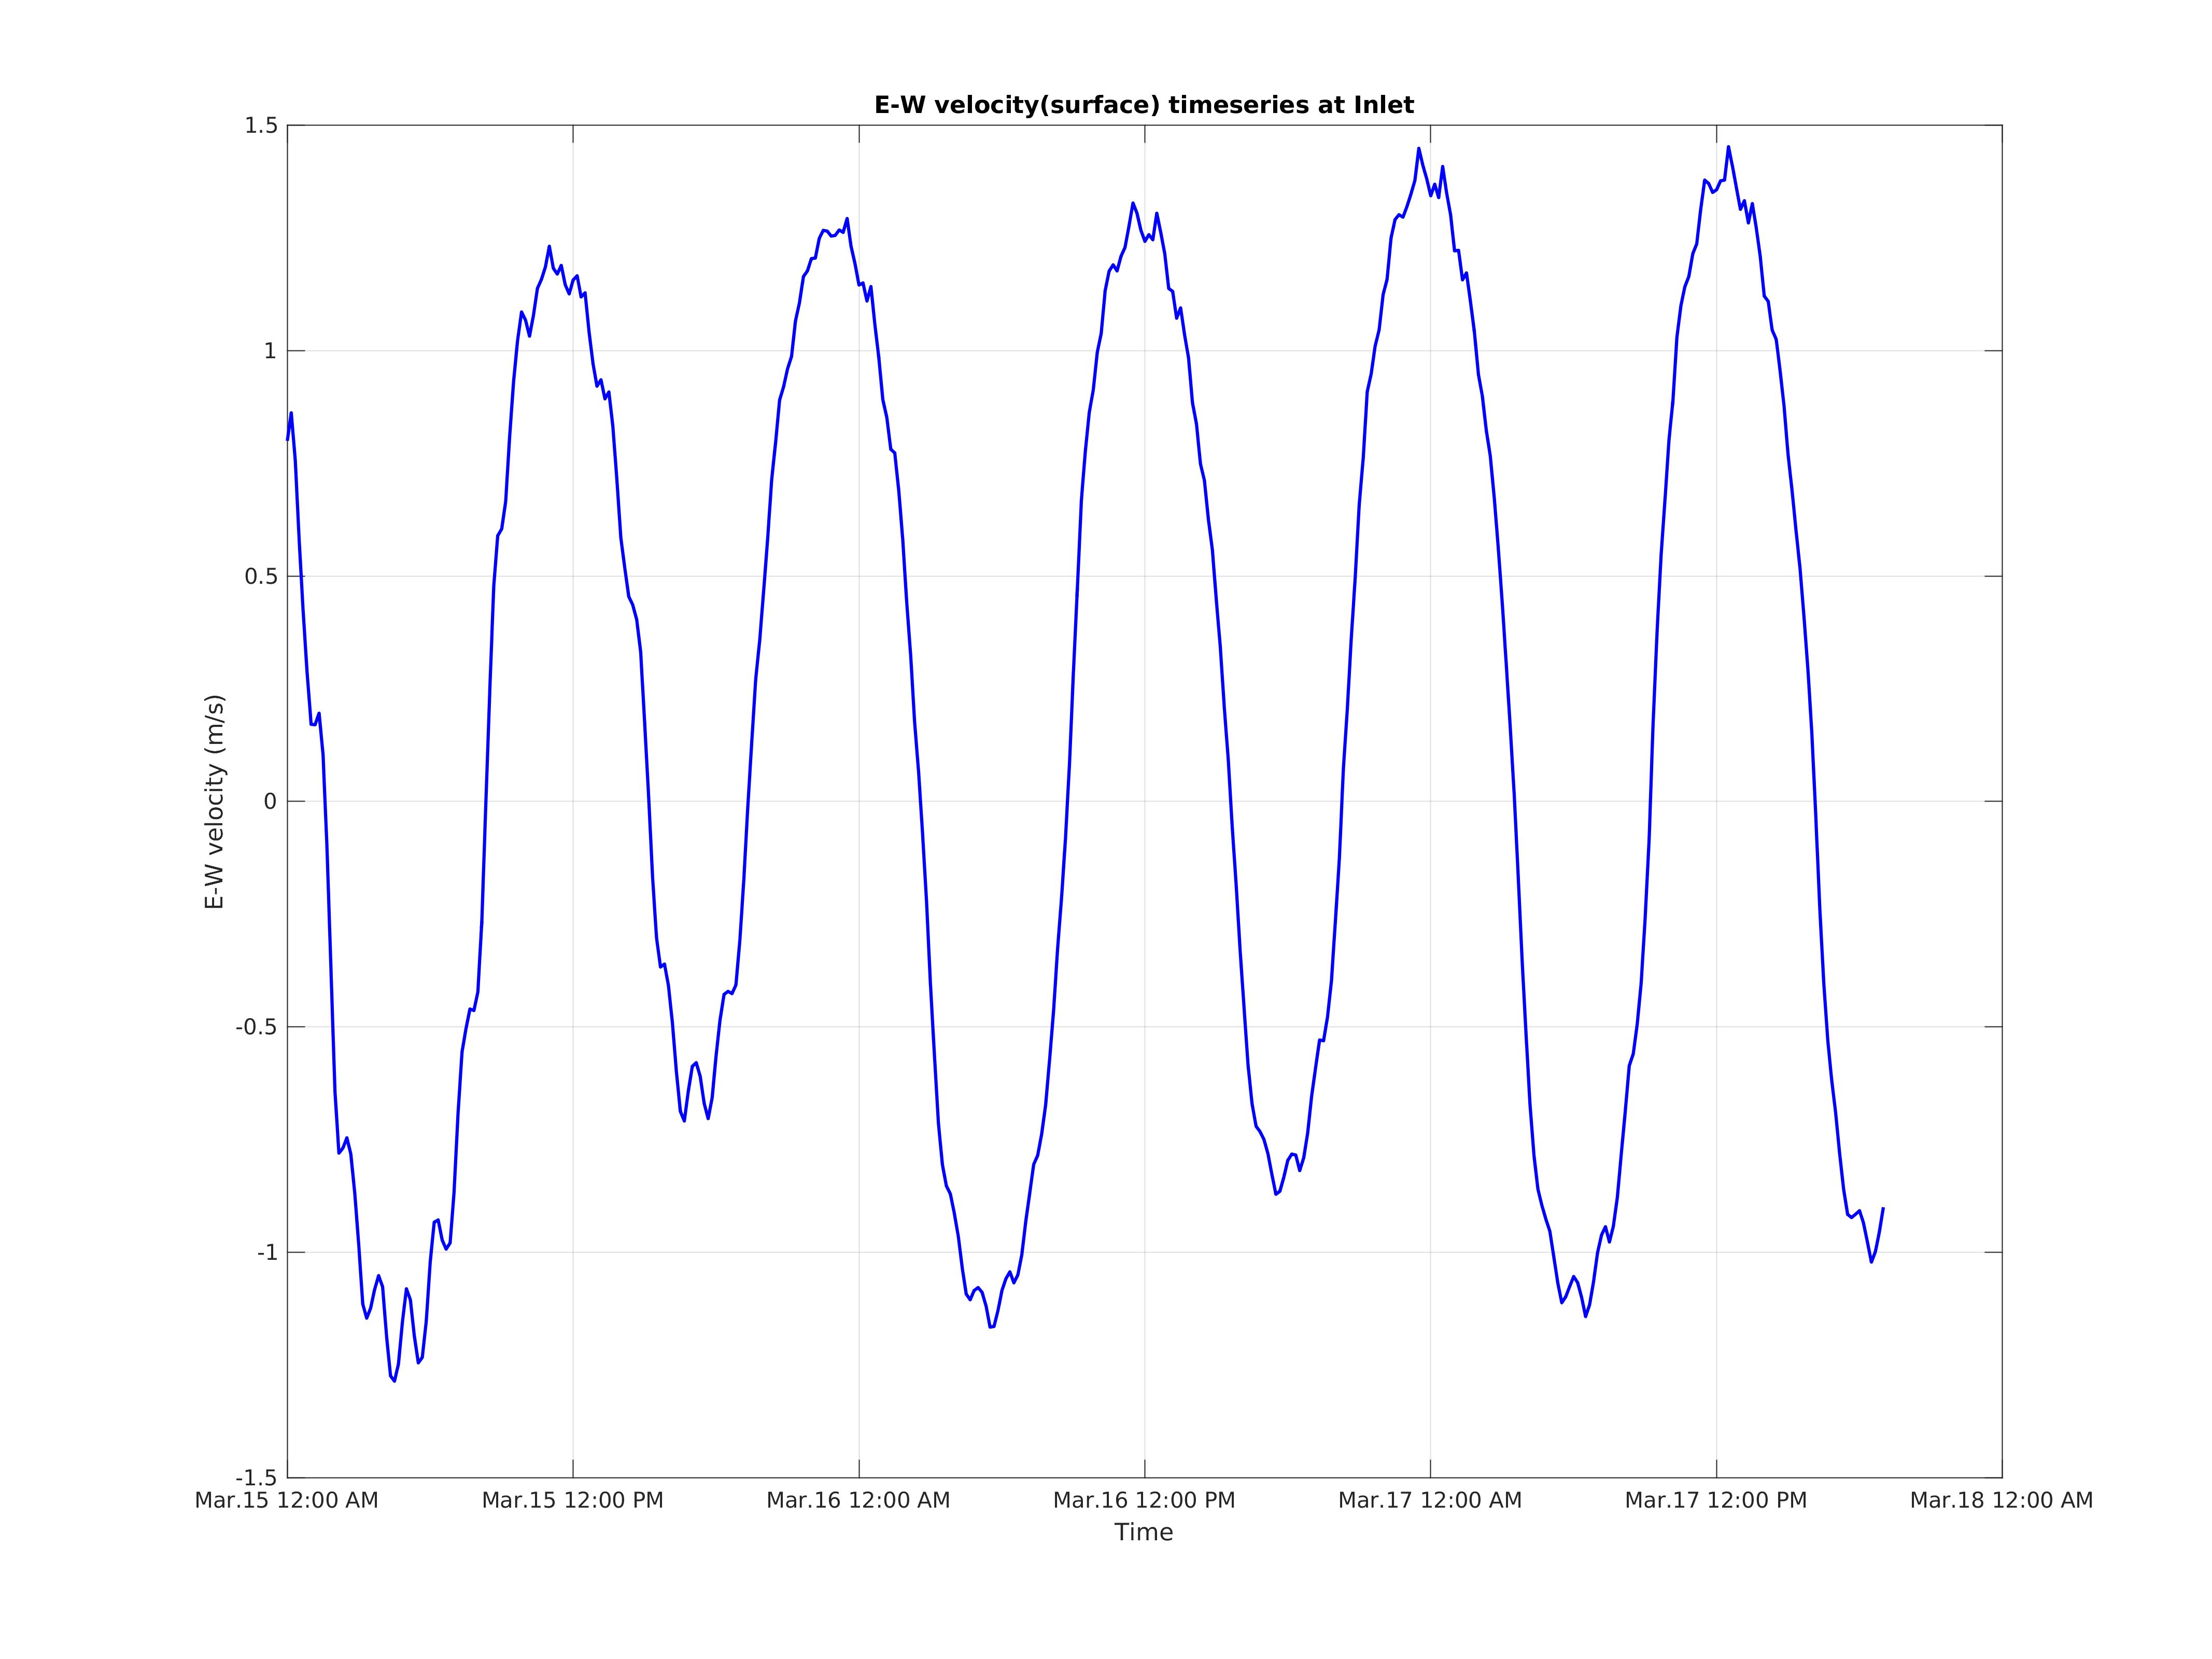 E-W velocity(surface) timeseries at Inlet
1.5
1
0.5
0
-0.5
-1
-1.5
E-W velocity (m/s)
Mar.15 12:00 AM Mar.15 12:00 PM Mar.16 12:00 AM Mar.16 12:00 PM Mar.17 12:00 AM Mar.17 12:00 PM Mar.18 12:00 AM
Time